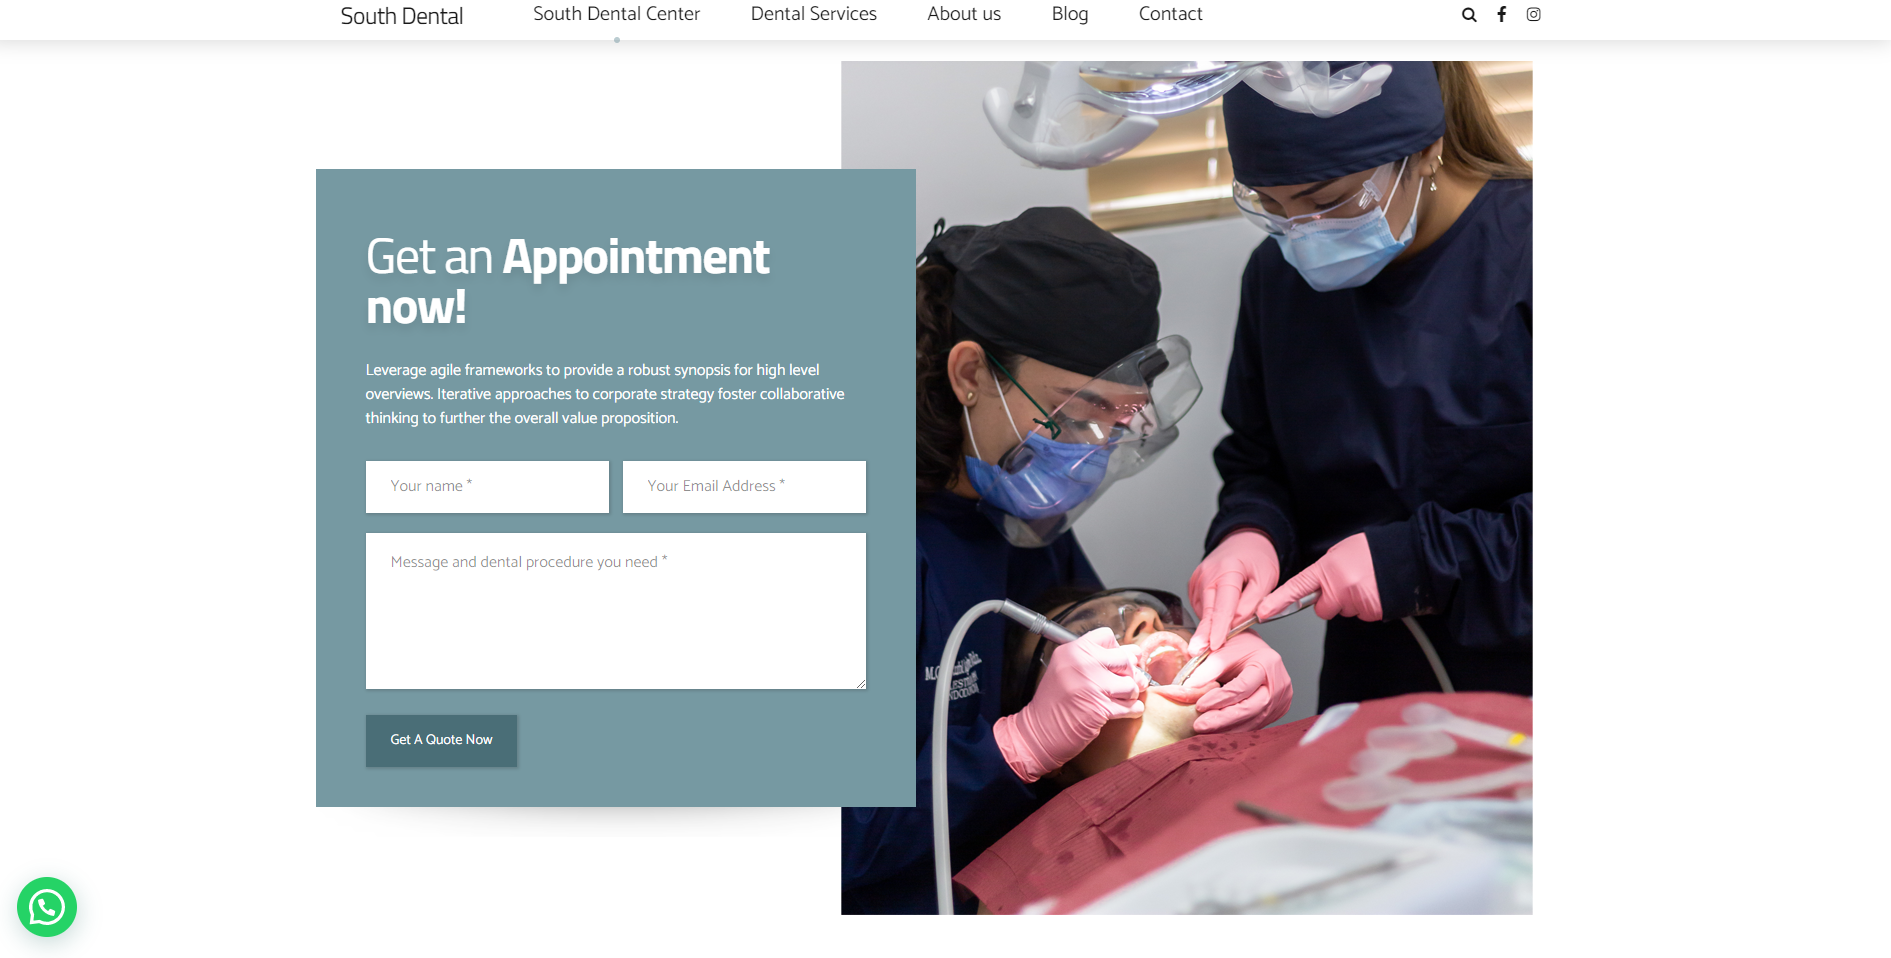 South Dental
South Dental Center
Dental Services
About us
Blog
Contact
Get an Appointment
now!
Leverage agile frameworks to provide a robust synopsis for high level
overviews. Iterative approaches to corporate strategy foster collaborative
thinking to further the overall value proposition.
Your name *
Your Email Address *
Message and dental procedure you need *
Get A Quote Now